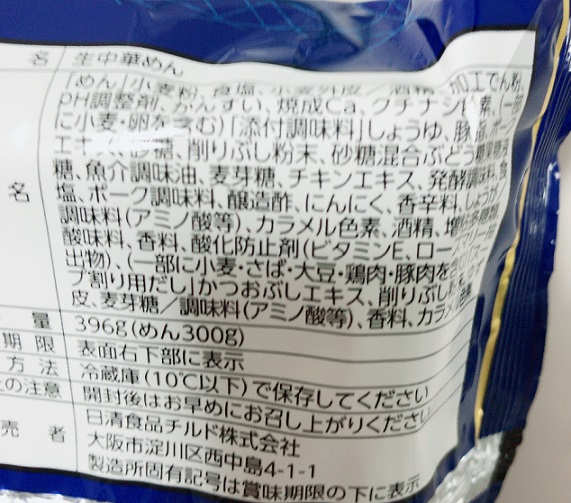 名 生中華めん
「めん」小麦粉、食塩、小麦外皮/酒精、加工でん粉、
pH調整剤、かんすい、焼成Ca、クチナシ色素、(一部
に小麦・卵を含む)「添付調味料」しょうゆ、豚脂、ポー
エキス、砂糖、削りぶし粉末、砂糖混合ぶどう糖果糖液
名 糖、魚介調味油、麦芽糖、チキンエキス、発酵調味料、食
塩、ポーク調味料、醸造酢、にんにく、香辛料、しょうが/
調味料(アミノ酸等)、カラメル色素、酒精、増粘多糖類、
酸味料、香料、酸化防止剤(ビタミンE、ローズマリー
出物)、(一部に小麦・さば・大豆・鶏肉・豚肉を
プ割り用だし」かつおぶしエキス、削りぶし
皮、麦芽糖/調味料(アミノ酸等)、香料、カラメ
量 396g(めん300g)
期限 表面右下部に表示
方法 冷蔵庫(10℃以下)で保存してください
の注意 開封後はお早めにお召し上がりください
売者 日清食品チルド株式会社
大阪市淀川区西中島4-1-1
製造所固有記号は賞味期限の下に表示